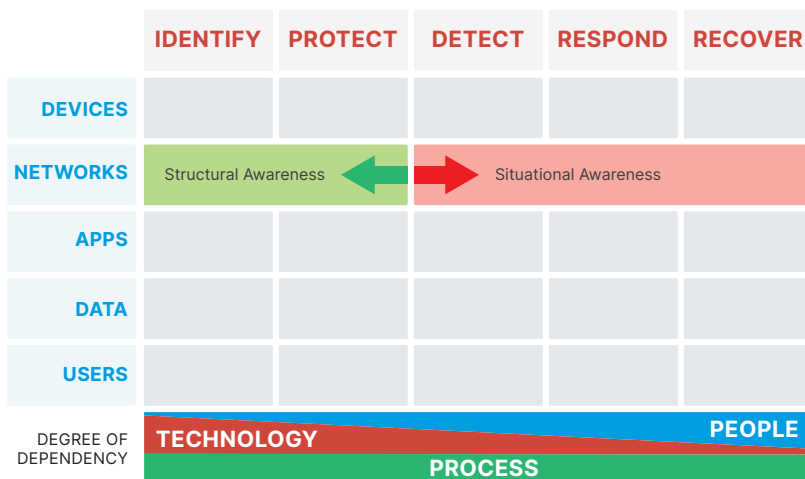 IDENTIFY PROTECT DETECT RESPOND RECOVER
DEVICES
NETWORKS Structural Awareness Situational Awareness
APPS
DATA
USERS
DEGREE OF
DEPENDENCY
TECHNOLOGY
PEOPLE
PROCESS